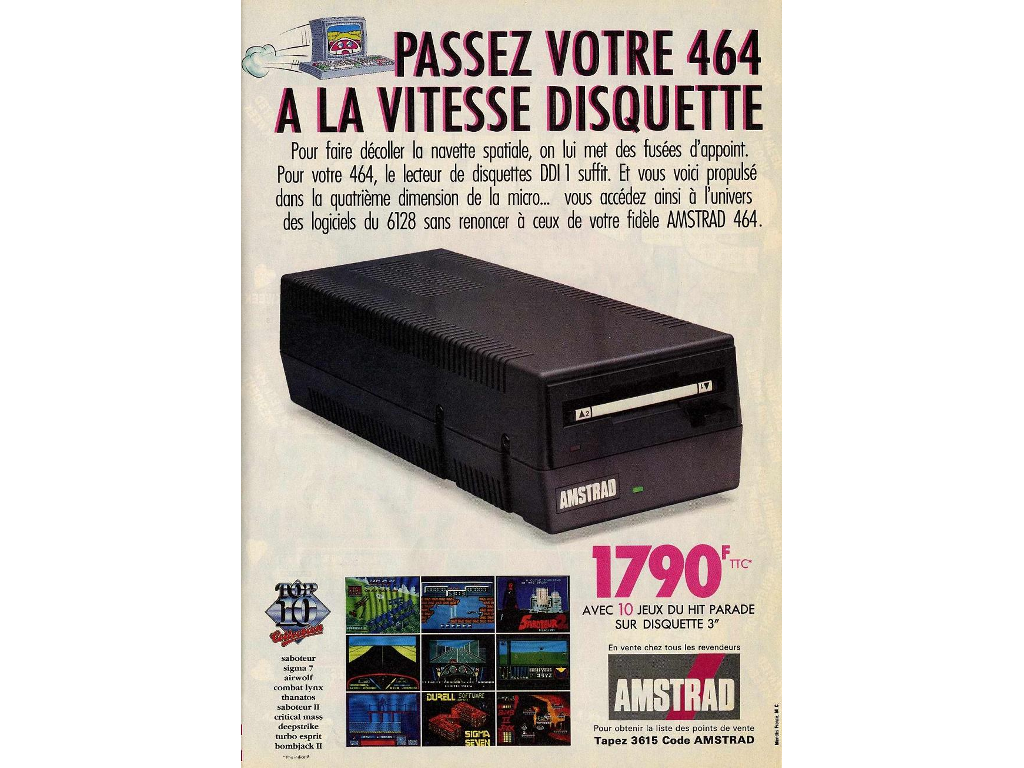 PASSEZ VOTRE 464
A LA VITESSE DISQUETTE
Pour faire décoller la navette spatiale, on lui met des fusées d'appoint.
Pour votre 464, le lecteur de disquettes DDI 1 suffit. Et vous voici propulsé
dans la quatrième dimension de la micro... vous accédez ainsi à l'univers
des logiciels du 6128 sans renoncer à ceux de votre fidèle AMSTRAD 464.
▲2
1▼
AMSTRAD
1790F TTC*
AVEC 10 JEUX DU HIT PARADE
SUR DISQUETTE 3"
TOP
10
saboteur
sigma 7
airwolf
combat lynx
thanatos
saboteur II
critical mass
deepstrike
turbo esprit
bombjack II
SABOTEUR 2
DURELL SOFTWARE
SIGMA
SEVEN
En vente chez tous les revendeurs
AMSTRAD
Pour obtenir la liste des points de vente
Tapez 3615 Code AMSTRAD